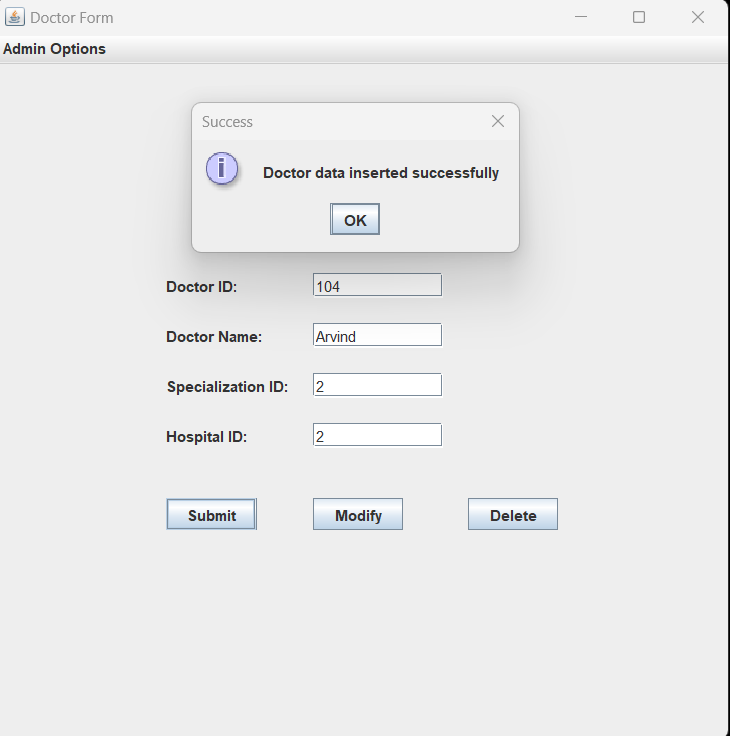 Doctor Form
Admin Options
Success
i
Doctor data inserted successfully
OK
Doctor ID: 104
Doctor Name: Arvind
Specialization ID: 2
Hospital ID: 2
Submit Modify Delete